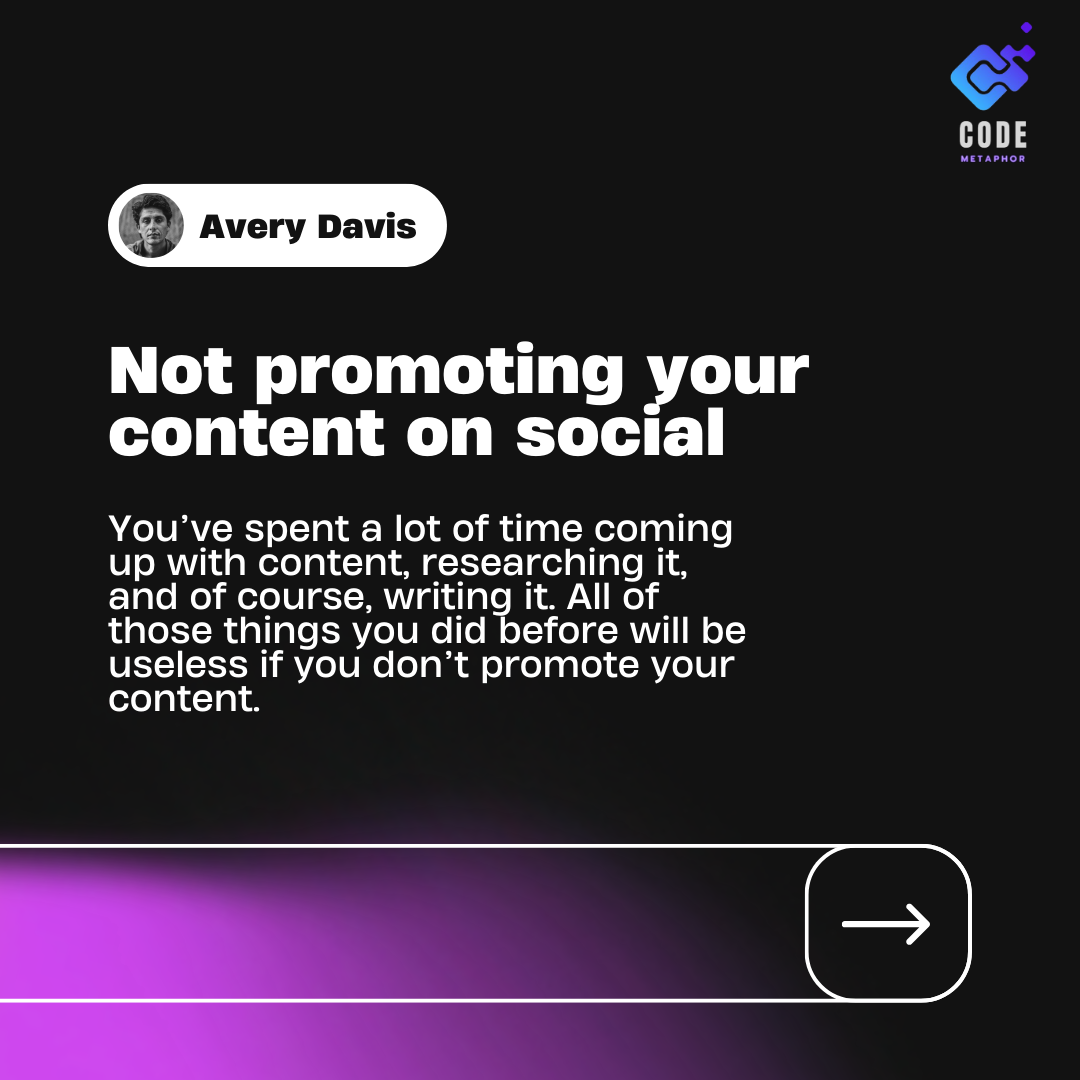 CODE
METAPHOR
Avery Davis
Not promoting your
content on social
You’ve spent a lot of time coming
up with content, researching it,
and of course, writing it. All of
those things you did before will be
useless if you don’t promote your
content.